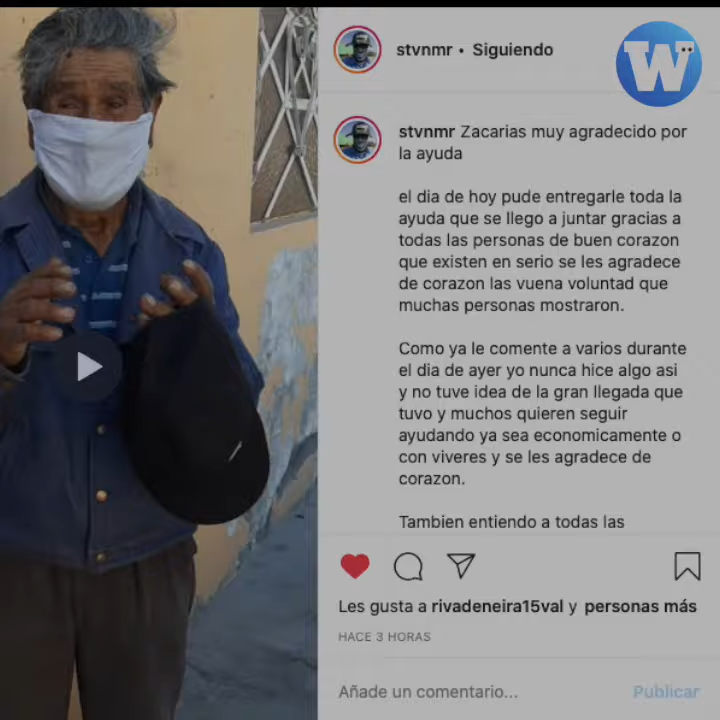 stvnmr • Siguiendo
W
stvnmr Zacarias muy agradecido por
la ayuda
el dia de hoy pude entregarle toda la
ayuda que se llego a juntar gracias a
todas las personas de buen corazon
que existen en serio se les agradece
de corazon las vuena voluntad que
muchas personas mostraron.
Como ya le comente a varios durante
el dia de ayer yo nunca hice algo asi
y no tuve idea de la gran llegada que
tuvo y muchos quieren seguir
ayudando ya sea economicamente o
con viveres y se les agradece de
corazon.
Tambien entiendo a todas las
Les gusta a rivadeneira15val y personas más
HACE 3 HORAS
Añade un comentario...
Publicar